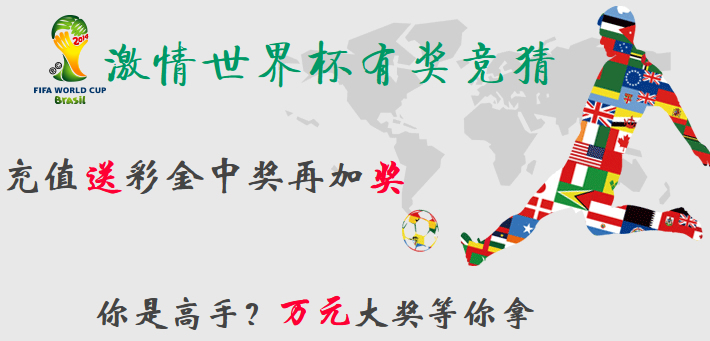 2014
FIFA WORLD CUP
Brasil
激情世界杯有奖竞猜
充值送彩金中奖再加奖
你是高手？万元大奖等你拿